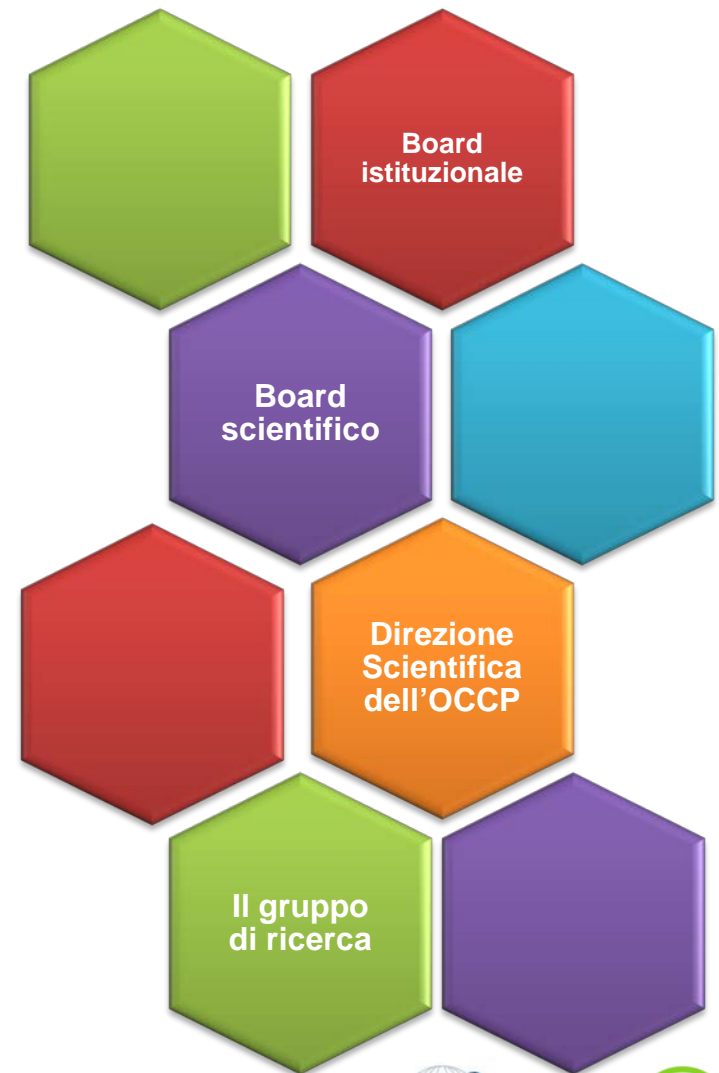 Board
istituzionale
Board
scientifico
Direzione
Scientifica
dell’OCCP
Il gruppo
di ricerca